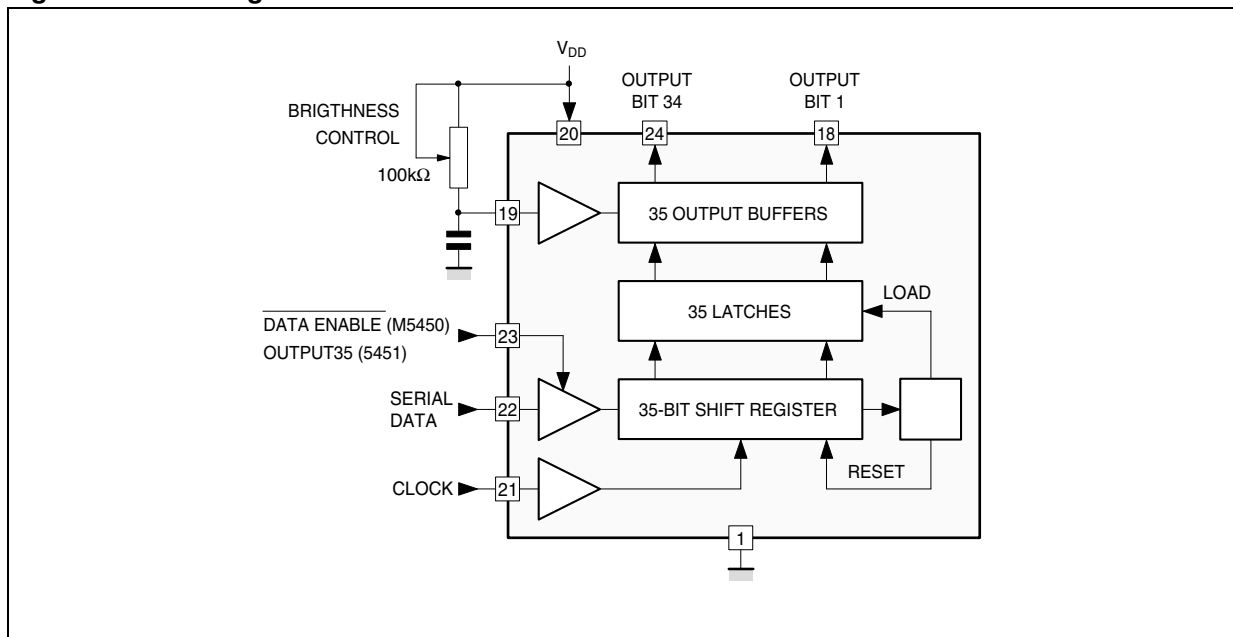 V_DD
OUTPUT
BIT 34
OUTPUT
BIT 1
BRIGTHNESS
CONTROL
100kΩ
20
24
18
19
35 OUTPUT BUFFERS
LOAD
35 LATCHES
DATA ENABLE (M5450)
OUTPUT35 (5451)
23
SERIAL
DATA
22
35-BIT SHIFT REGISTER
RESET
CLOCK
21
1